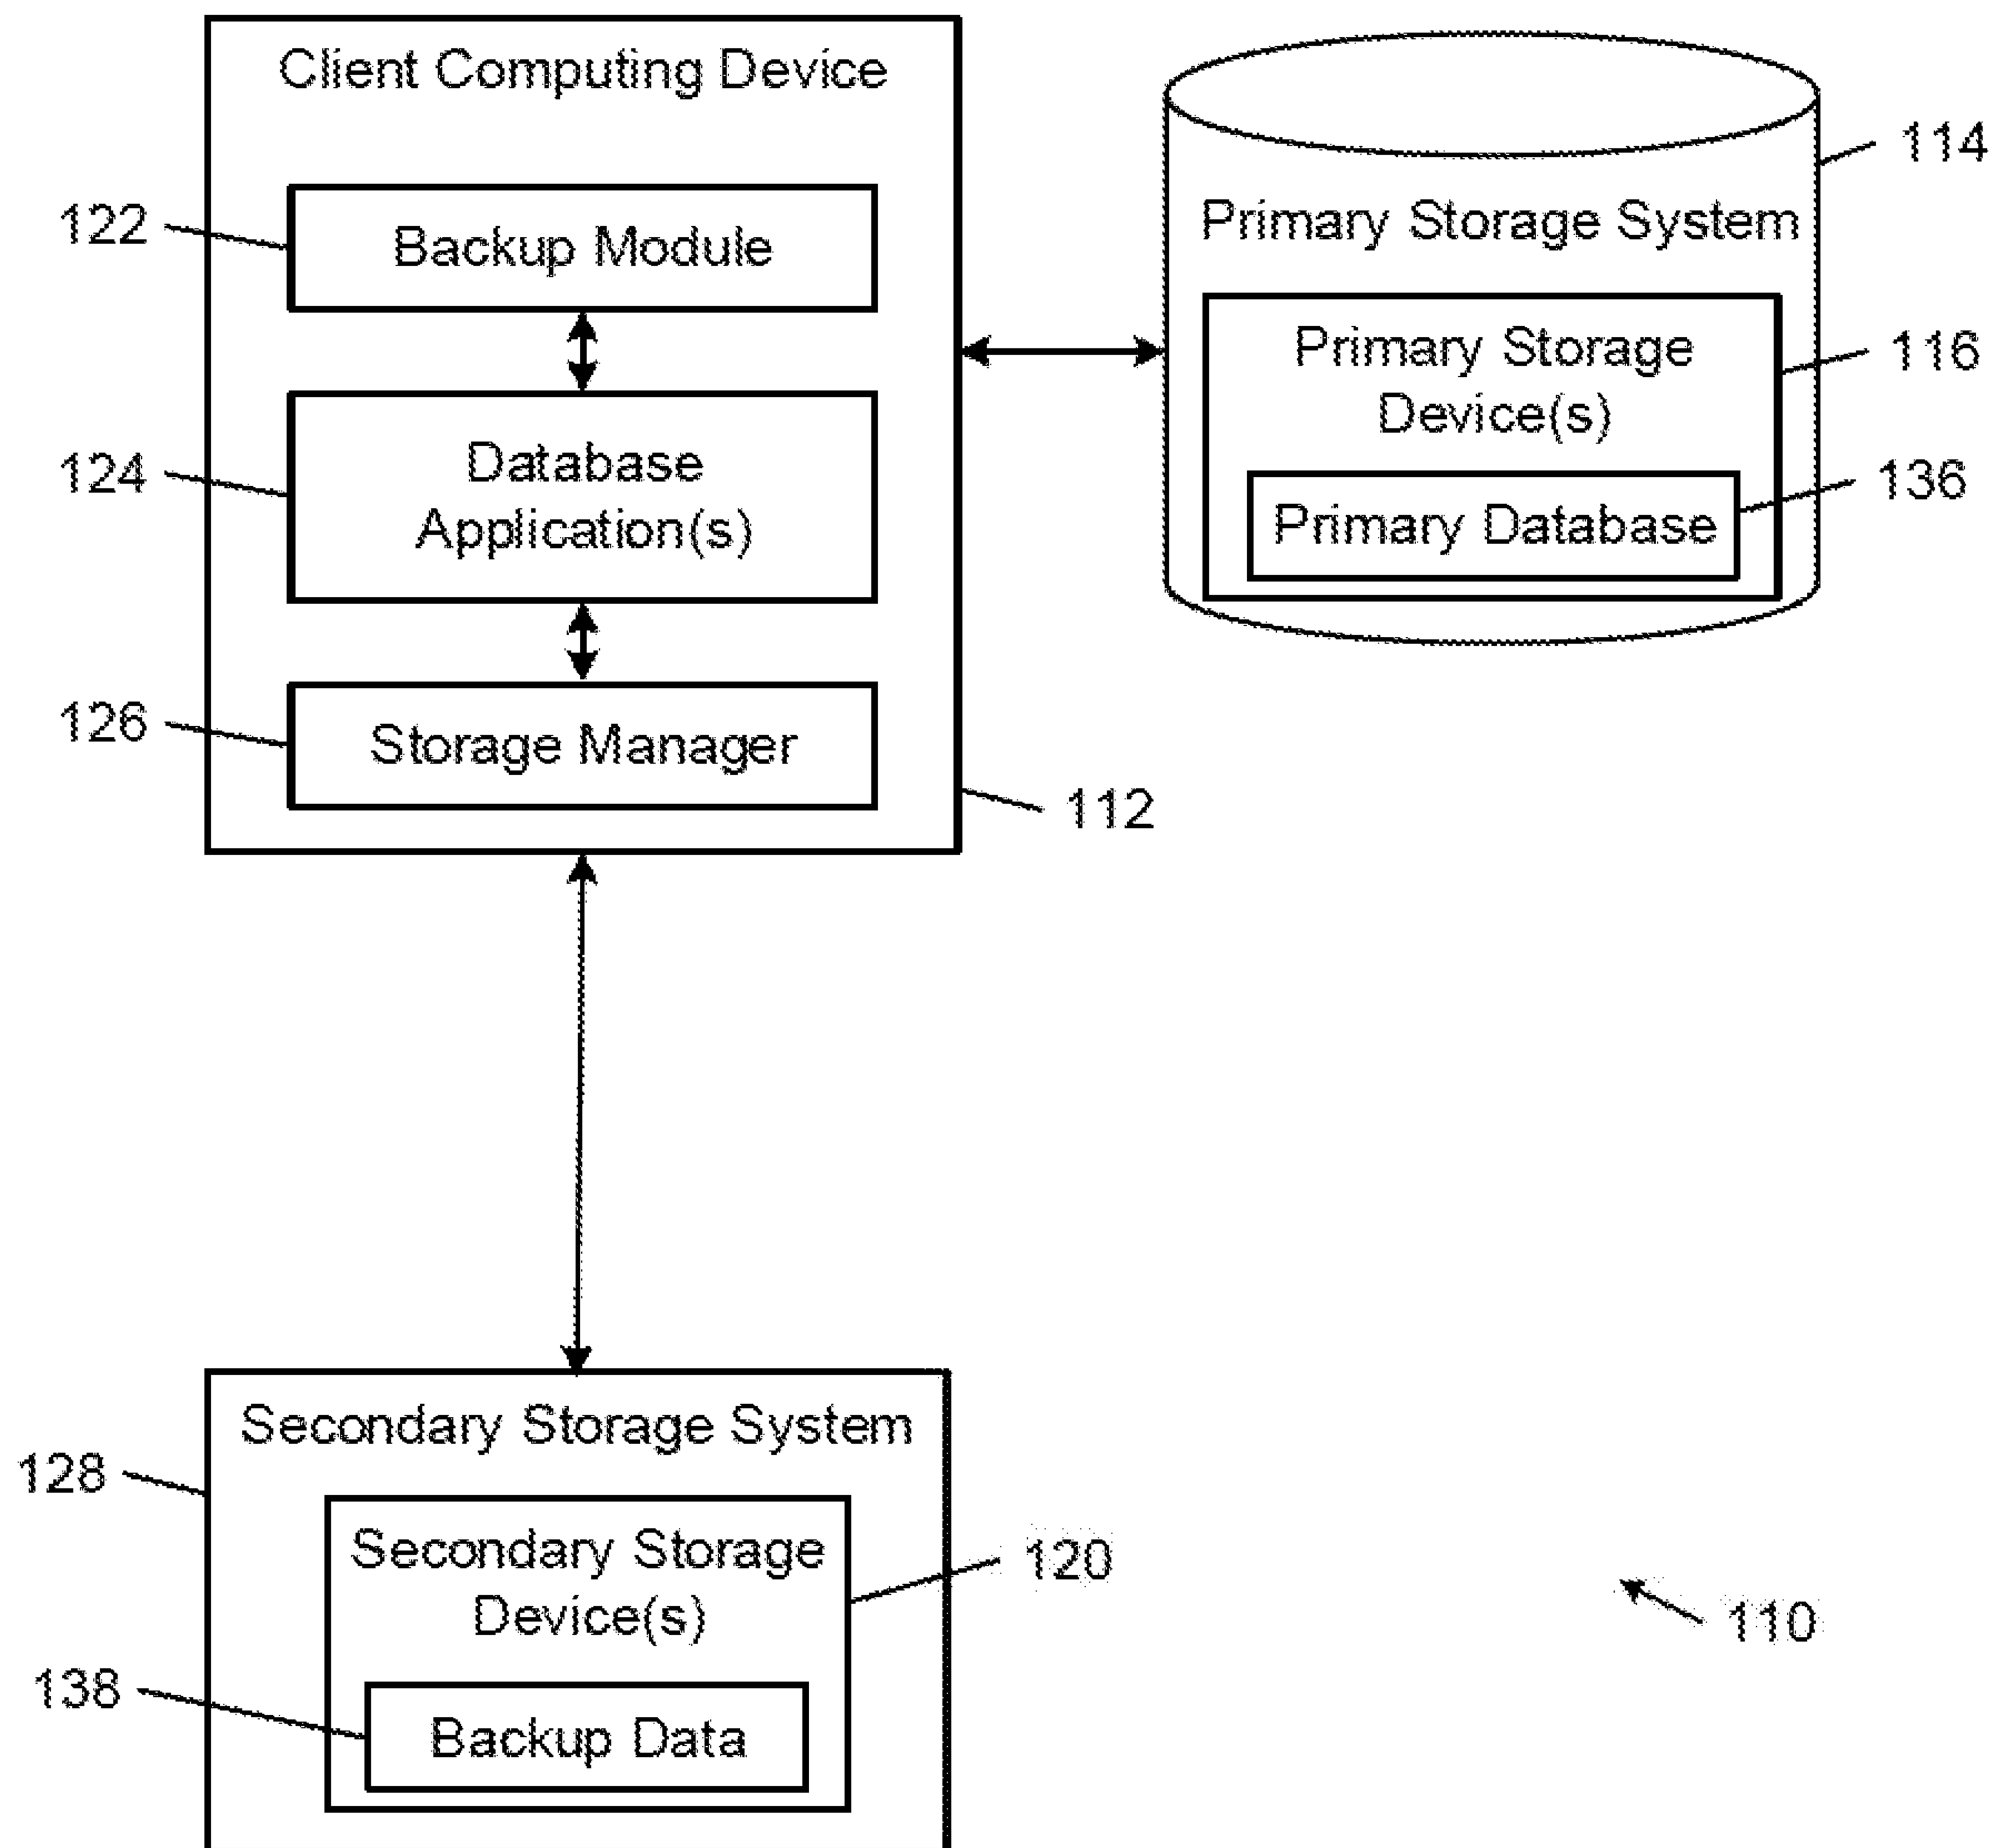 Client Computing Device
122
Backup Module
124
Database
Application(s)
126
Storage Manager
112
114
Primary Storage System
Primary Storage
Device(s)
116
Primary Database
136
Secondary Storage System
128
Secondary Storage
Device(s)
120
138
Backup Data
110